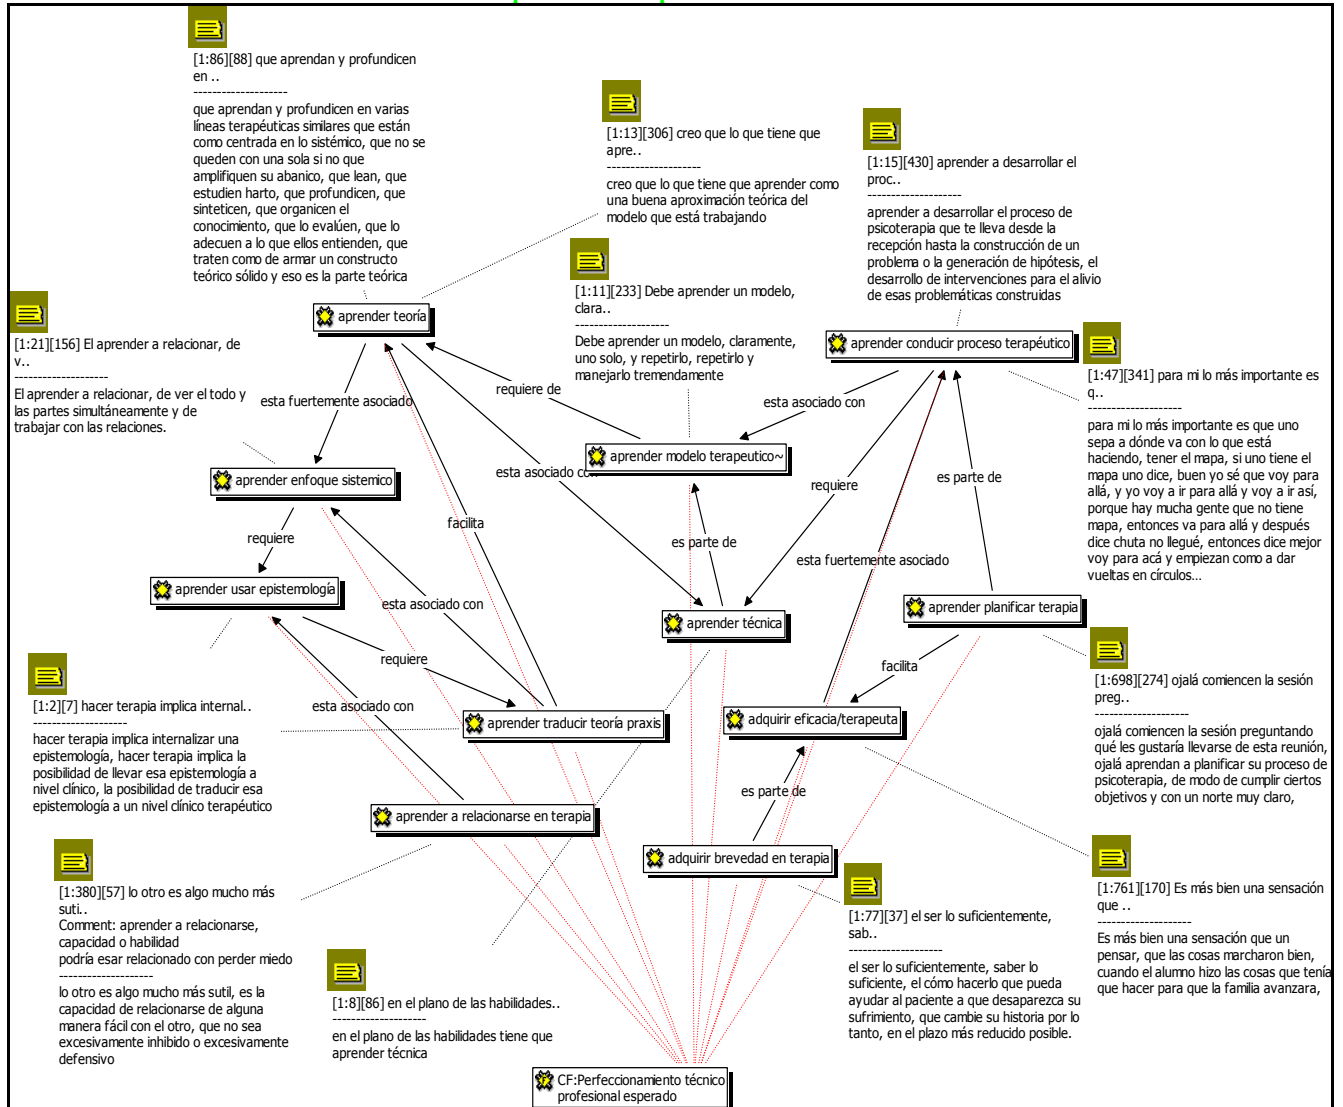 [1:86][88] que aprendan y profundicen
en ..
--------------------
que aprendan y profundicen en varias
líneas terapéuticas similares que están
como centrada en lo sistémico, que no se
queden con una sola si no que
amplifiquen su abanico, que lean, que
estudien harto, que profundicen, que
sinteticen, que organicen el
conocimiento, que lo evalúen, que lo
adecuen a lo que ellos entienden, que
traten como de armar un constructo
teórico sólido y eso es la parte teórica
[1:13][306] creo que lo que tiene que
apre..
--------------------
creo que lo que tiene que aprender como
una buena aproximación teórica del
modelo que está trabajando
[1:15][430] aprender a desarrollar el
proc..
--------------------
aprender a desarrollar el proceso de
psicoterapia que te lleva desde la
recepción hasta la construcción de un
problema o la generación de hipótesis, el
desarrollo de intervenciones para el alivio
de esas problemáticas construidas
[1:11][233] Debe aprender un modelo,
clara..
--------------------
Debe aprender un modelo, claramente,
uno solo, y repetirlo, repetirlo y
manejarlo tremendamente
aprender teoría
aprender conducir proceso terapéutico
[1:21][156] El aprender a relacionar, de
v..
--------------------
El aprender a relacionar, de ver el todo y
las partes simultáneamente y de
trabajar con las relaciones.
[1:47][341] para mi lo más importante es
q..
--------------------
para mi lo más importante es que uno
sepa a dónde va con lo que está
haciendo, tener el mapa, si uno tiene el
mapa uno dice, buen yo sé que voy para
allá, y yo voy a ir para allá y voy a ir así,
porque hay mucha gente que no tiene
mapa, entonces va para allá y después
dice chuta no llegué, entonces dice mejor
voy para acá y empiezan como a dar
vueltas en círculos...
requiere de
esta fuertemente asociado
esta asociado con
aprender modelo terapeutico~
aprender enfoque sistemico
esta asociado co
requiere
es parte de
facilita
requiere
es parte de
esta fuertemente asociado
aprender usar epistemología
esta asociado con
aprender técnica
aprender planificar terapia
requiere
facilita
[1:2][7] hacer terapia implica internal..
--------------------
hacer terapia implica internalizar una
epistemología, hacer terapia implica la
posibilidad de llevar esa epistemología a
nivel clínico, la posibilidad de traducir esa
epistemología a un nivel clínico terapéutico
esta asociado con
aprender traducir teoría praxis
adquirir eficacia/terapeuta
[1:698][274] ojalá comiencen la sesión
preg..
--------------------
ojalá comiencen la sesión preguntando
qué les gustaría llevarse de esta reunión,
ojalá aprendan a planificar su proceso de
psicoterapia, de modo de cumplir ciertos
objetivos y con un norte muy claro,
es parte de
aprender a relacionarse en terapia
adquirir brevedad en terapia
[1:380][57] lo otro es algo mucho más
suti..
Comment: aprender a relacionarse,
capacidad o habilidad
podría esar relacionado con perder miedo
--------------------
lo otro es algo mucho más sutil, es la
capacidad de relacionarse de alguna
manera fácil con el otro, que no sea
excesivamente inhibido o excesivamente
defensivo
[1:8][86] en el plano de las habilidades..
--------------------
en el plano de las habilidades tiene que
aprender técnica
[1:77][37] el ser lo suficientemente,
sab..
--------------------
el ser lo suficientemente, saber lo
suficiente, el cómo hacerlo que pueda
ayudar al paciente a que desaparezca su
sufrimiento, que cambie su historia por lo
tanto, en el plazo más reducido posible.
[1:761][170] Es más bien una sensación
que ..
--------------------
Es más bien una sensación que un
pensar, que las cosas marcharon bien,
cuando el alumno hizo las cosas que tenía
que hacer para que la familia avanzara,
CF:Perfeccionamiento técnico
profesional esperado